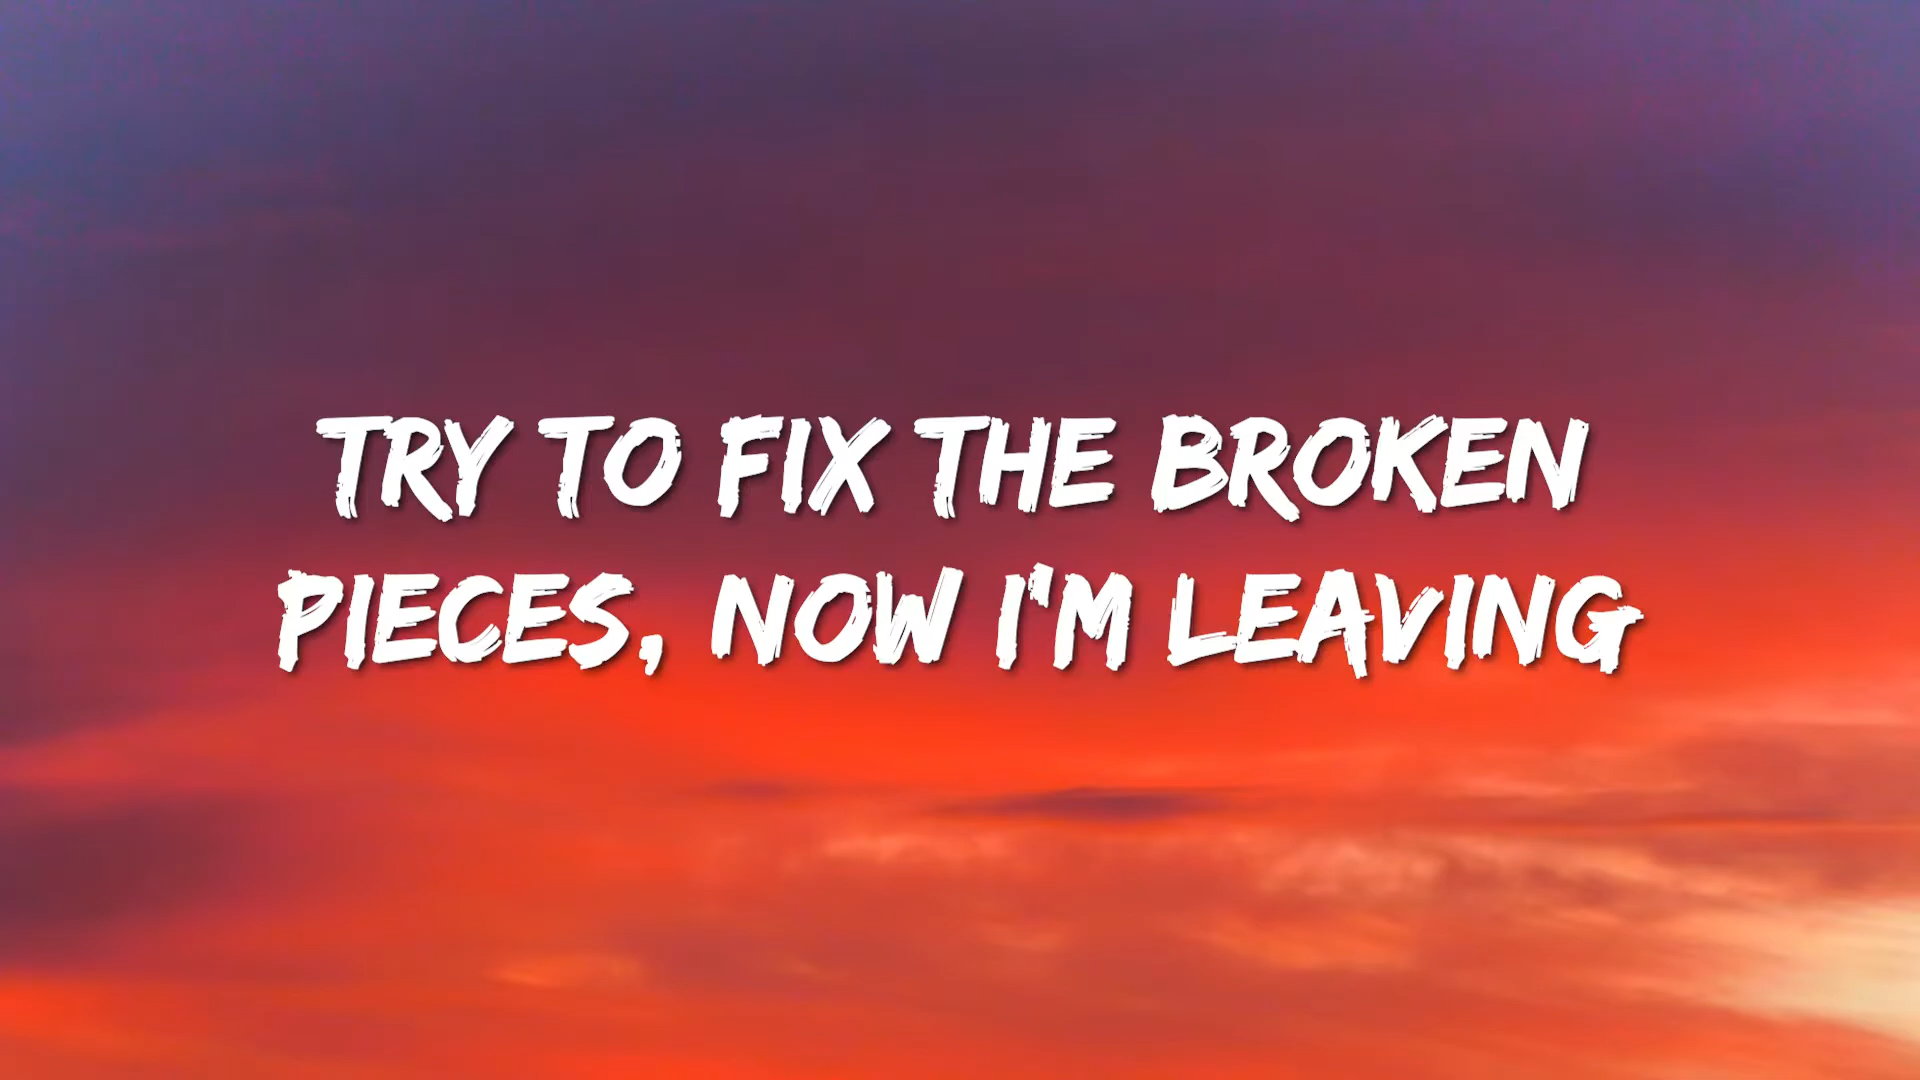 TRY TO FIX THE BROKEN
PIECES, NOW I'M LEAVING